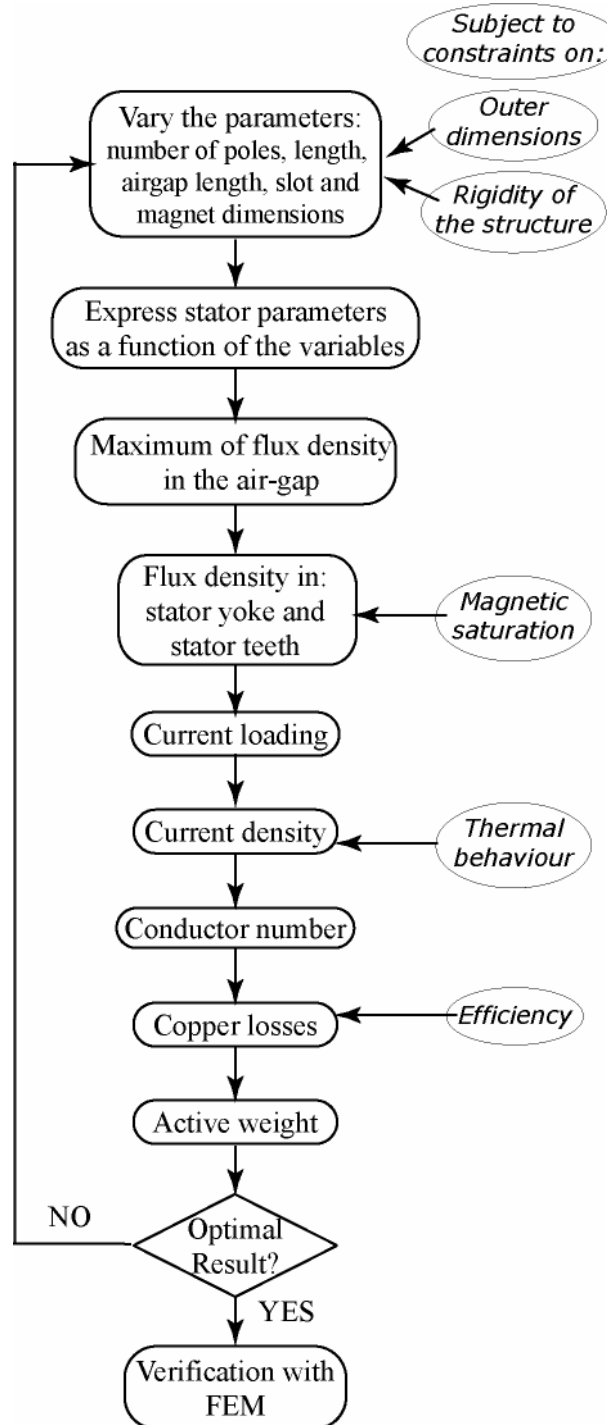 Subject to
constraints on:
Vary the parameters:
number of poles, length,
airgap length, slot and
magnet dimensions
Outer
dimensions
Rigidity of
the structure
Express stator parameters
as a function of the variables
Maximum of flux density
in the air-gap
Flux density in:
stator yoke and
stator teeth
Magnetic
saturation
Current loading
Current density
Thermal
behaviour
Conductor number
Copper losses
Efficiency
Active weight
NO
Optimal
Result?
YES
Verification with
FEM